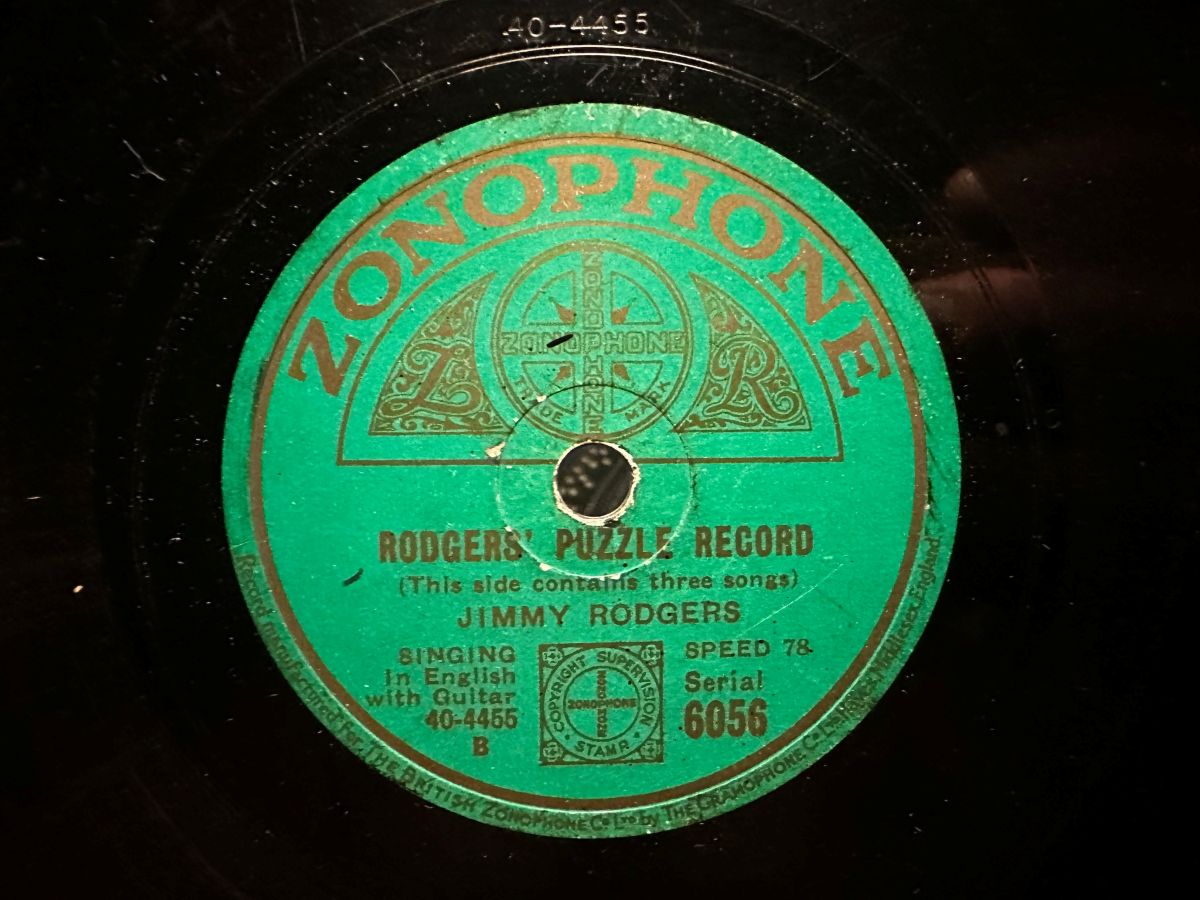 40-4455
ZONOPHONE
ZONOPHONE
ZONOPHONE
TRADE MARK
Z
R
RODGERS' PUZZLE RECORD
(This side contains three songs)
JIMMY RODGERS
SINGING
in English
with Guitar
40-4455
B
COPYRIGHT SUPERVISION
ZONOPHONE
ZONOPHONE
STAMP
SPEED 78
Serial
6056
Record manufactured for THE BRITISH ZONOPHONE Co Ltd by THE GRAMOPHONE Co Ltd Hayes, Middlesex, England.